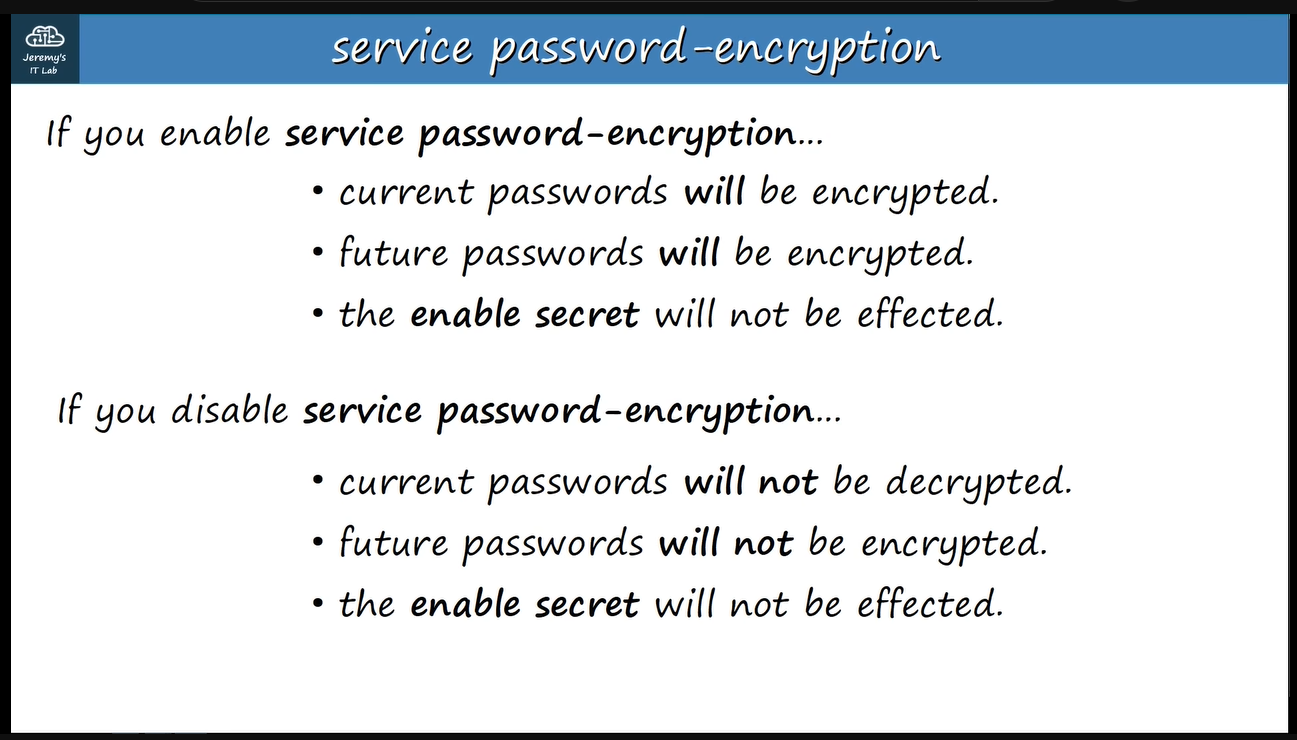 Jeremy's
IT Lab
service password-encryption
If you enable service password-encryption...
• current passwords will be encrypted.
• future passwords will be encrypted.
• the enable secret will not be effected.
If you disable service password-encryption...
• current passwords will not be decrypted.
• future passwords will not be encrypted.
• the enable secret will not be effected.